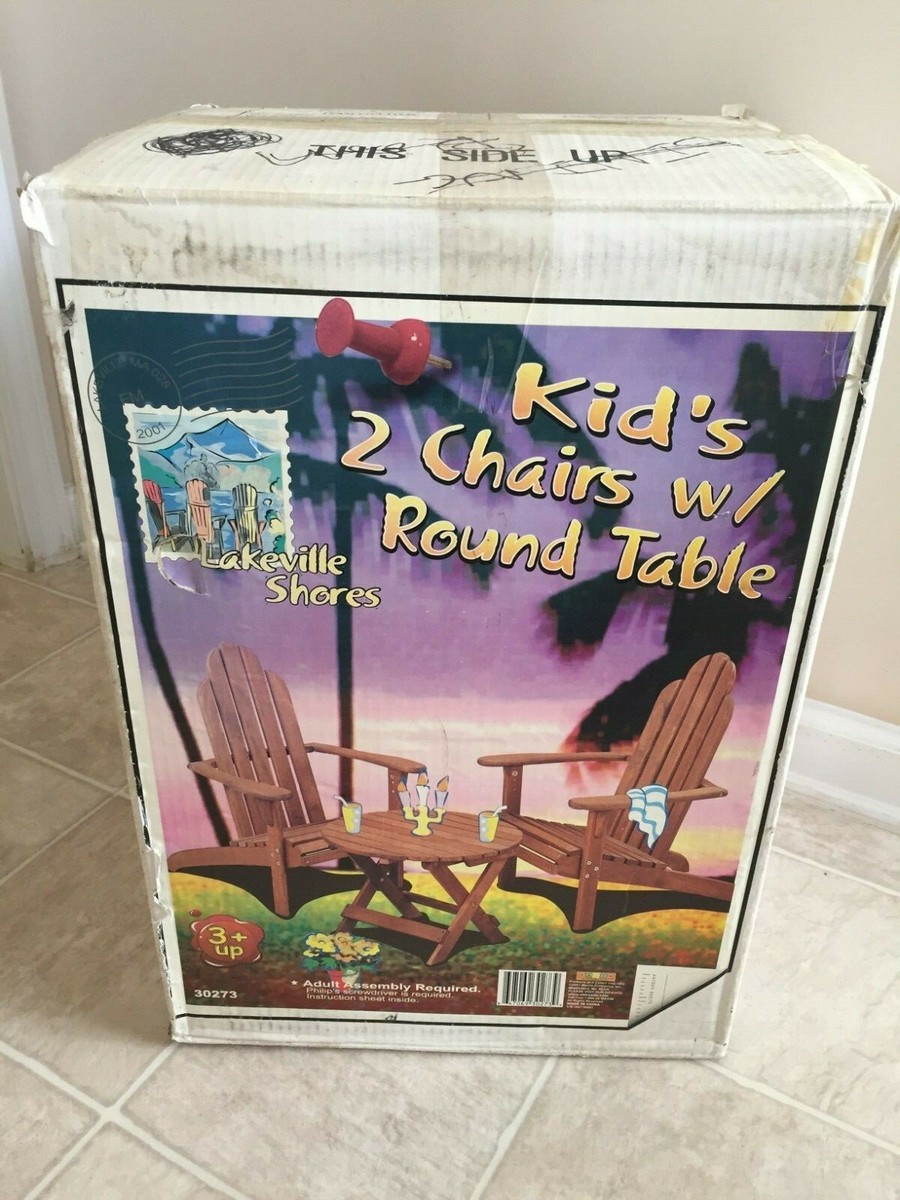 THIS SIDE UP
2001
Kid's
2 Chairs w/
Round Table
Lakeville
Shores
3+
up
30273
* Adult Assembly Required.
Philip's screwdriver is required.
Instruction sheet inside.